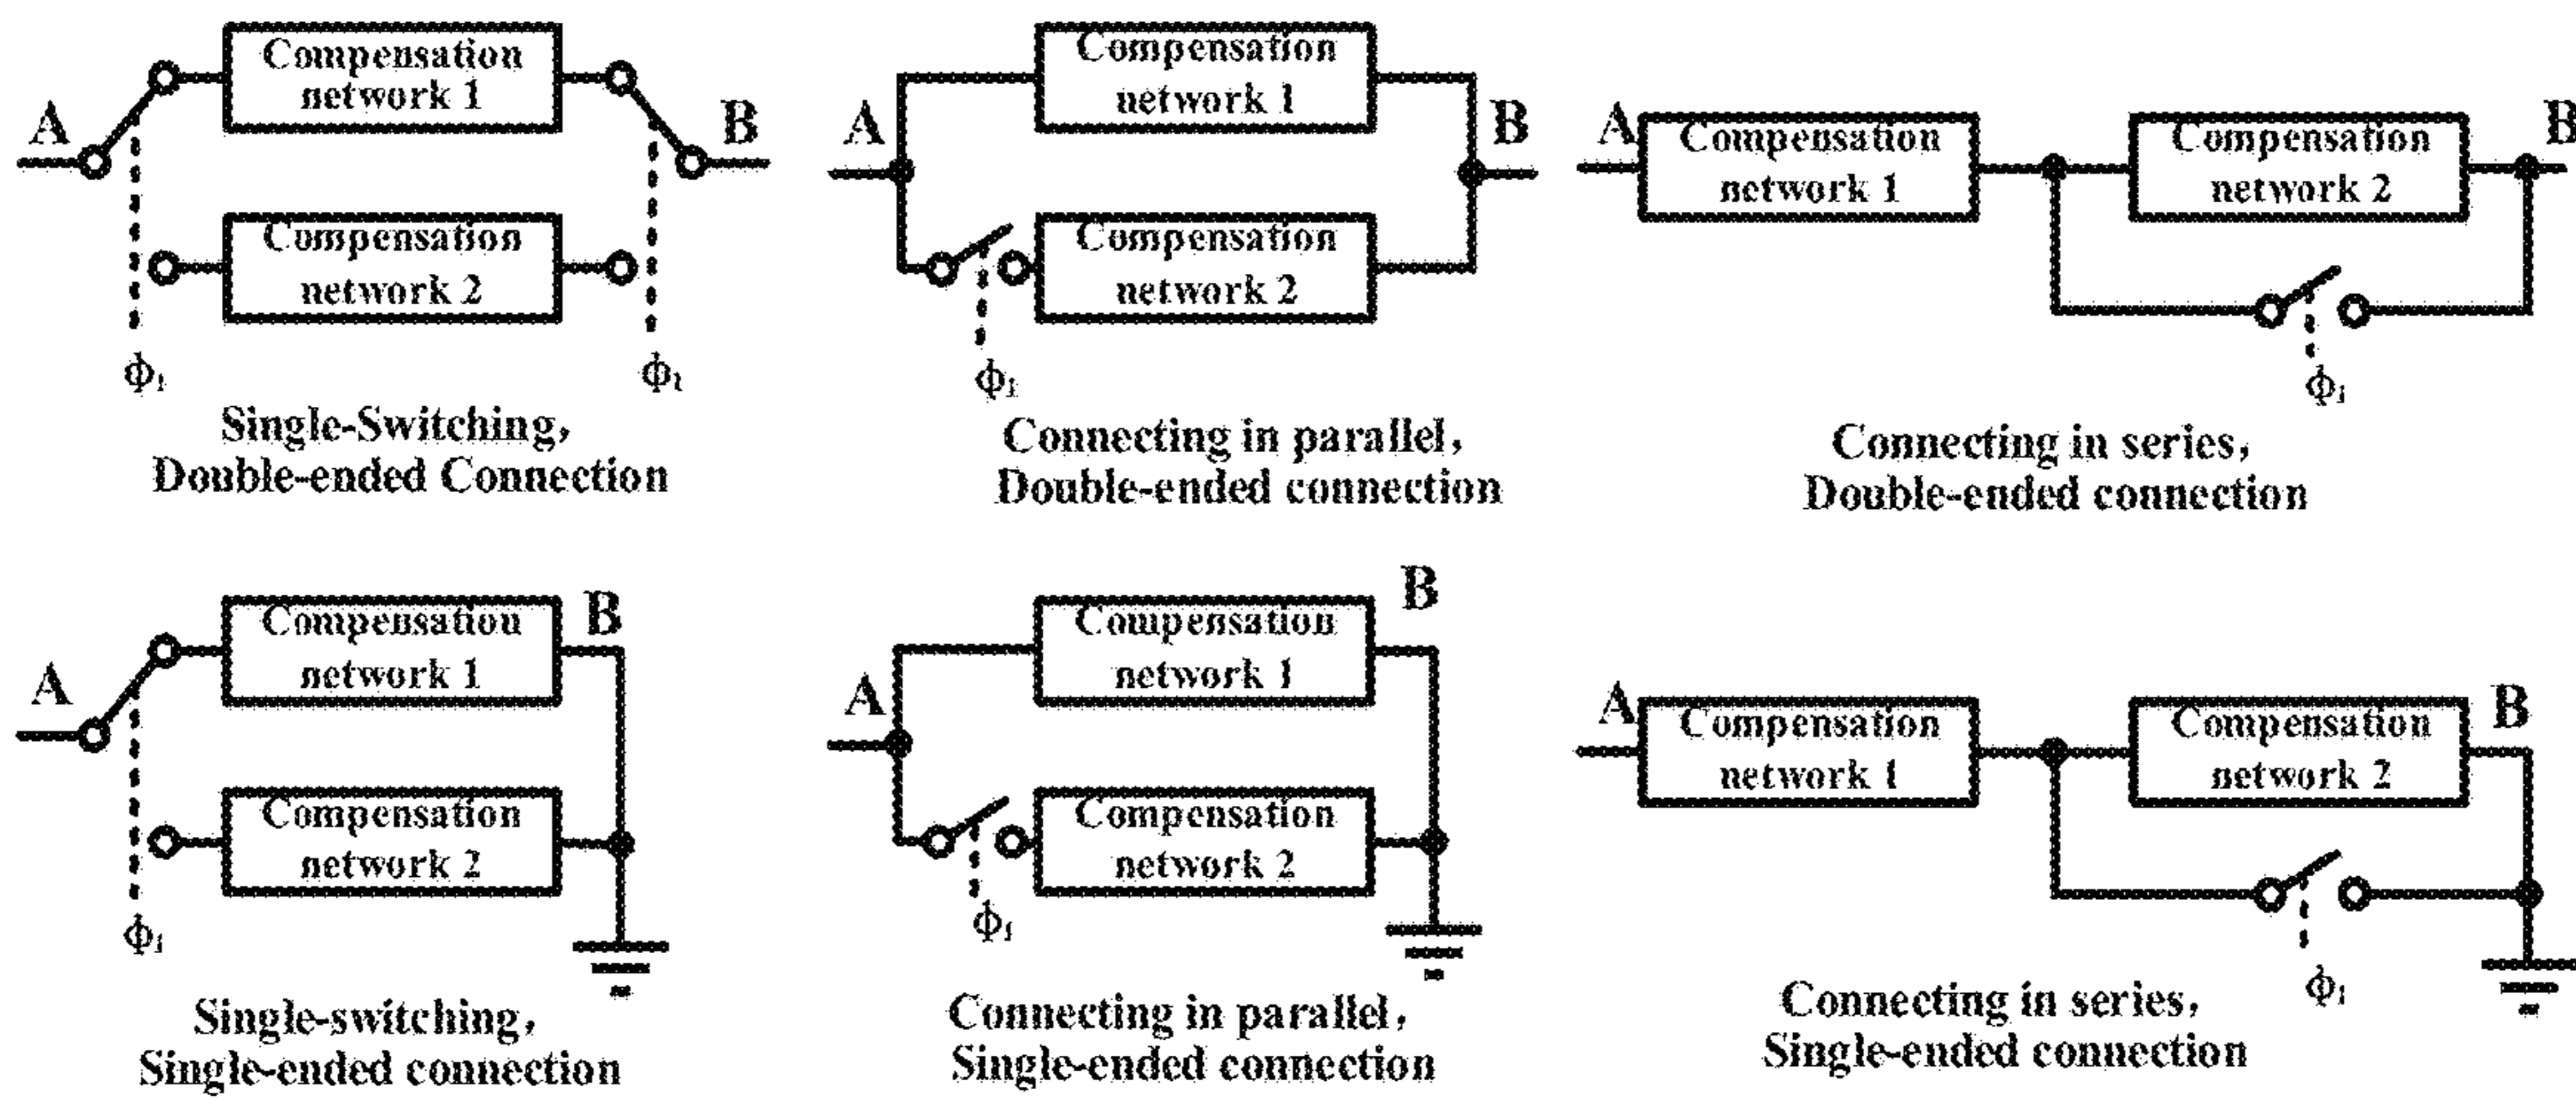 A
Compensation
network 1
B
Compensation
network 2
ϕ₁
ϕ₁
Single-Switching,
Double-ended Connection
A
Compensation
network 1
B
Compensation
network 2
ϕ₁
Connecting in parallel,
Double-ended connection
A
Compensation
network 1
Compensation
network 2
B
ϕ₁
Connecting in series,
Double-ended connection
A
Compensation
network 1
B
Compensation
network 2
ϕ₁
Single-switching,
Single-ended connection
A
Compensation
network 1
B
Compensation
network 2
ϕ₁
Connecting in parallel,
Single-ended connection
A
Compensation
network 1
Compensation
network 2
B
ϕ₁
Connecting in series,
Single-ended connection